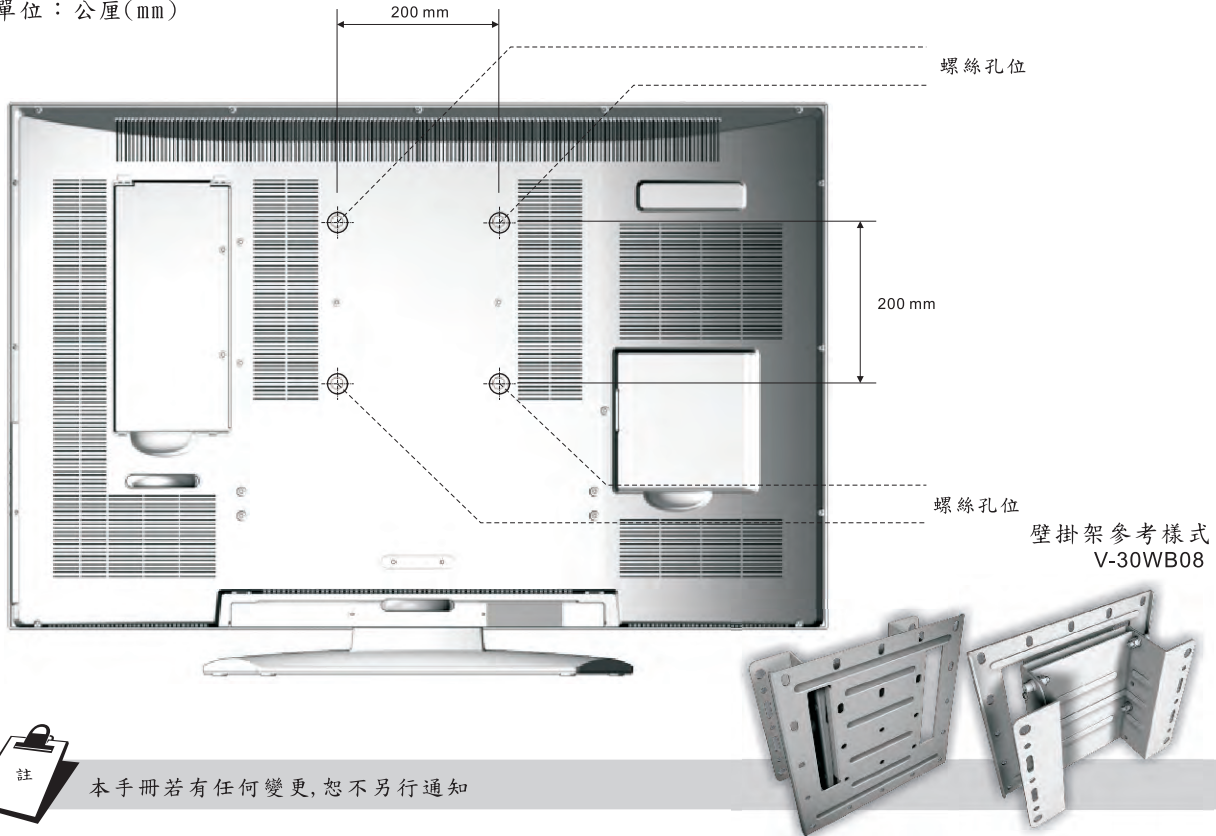 單位：公厘(mm)
200 mm
螺絲孔位
200 mm
螺絲孔位
壁掛架參考樣式
V-30WB08
註
本手冊若有任何變更,恕不另行通知